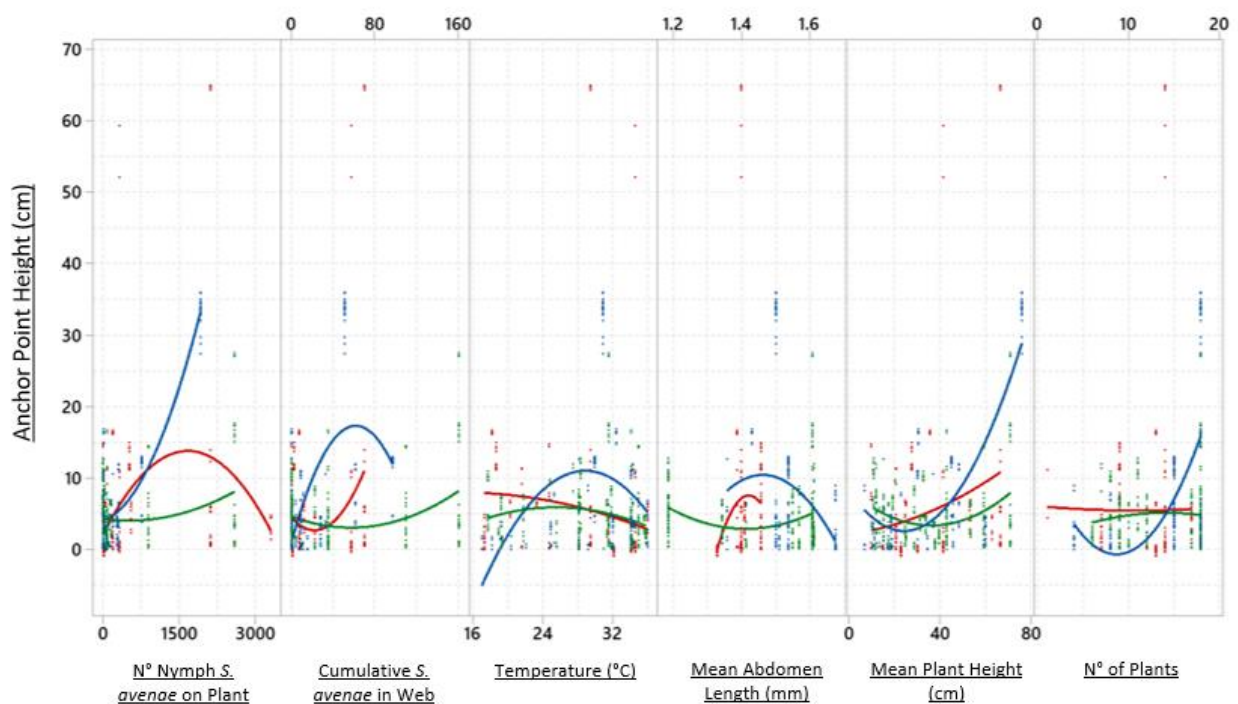 0 80 160 1.2 1.4 1.6 0 10 20
70
60
50
40
30
20
10
0
Anchor Point Height (cm)
0 1500 3000 16 24 32 0 40 80
N° Nymph S. avenae on Plant
Cumulative S. avenae in Web
Temperature (°C)
Mean Abdomen Length (mm)
Mean Plant Height (cm)
N° of Plants